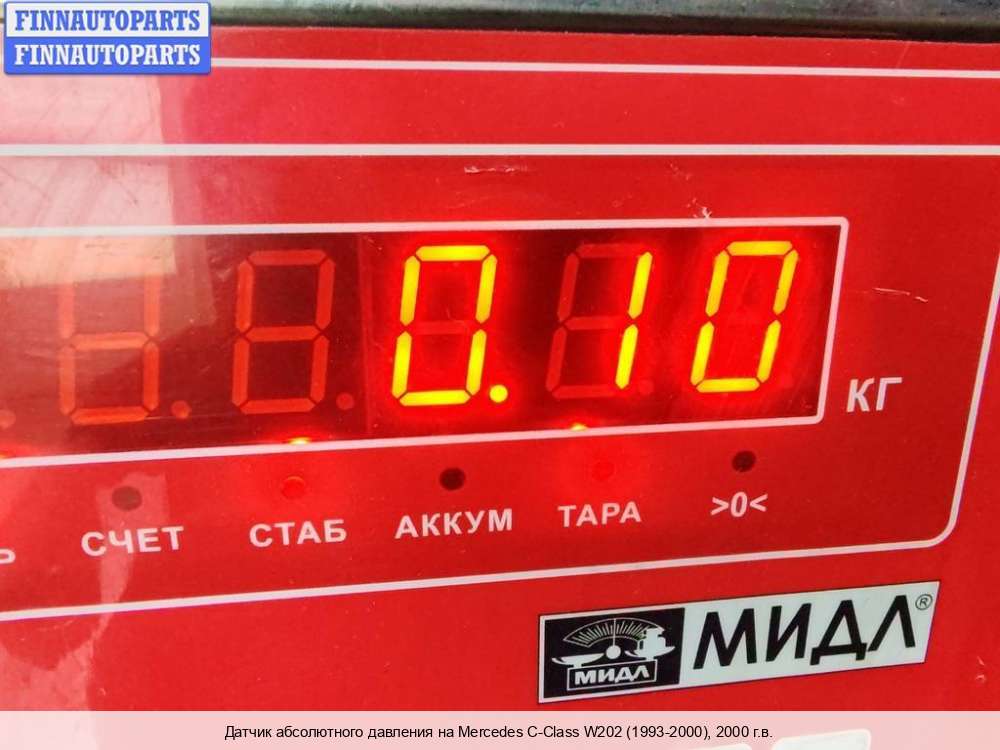 FINNAUTOPARTS
FINNAUTOPARTS
0.10
КГ
СЧЕТ СТАБ АККУМ ТАРА >0<
МИДЛ МИДЛ®
Датчик абсолютного давления на Mercedes C-Class W202 (1993-2000), 2000 г.в.